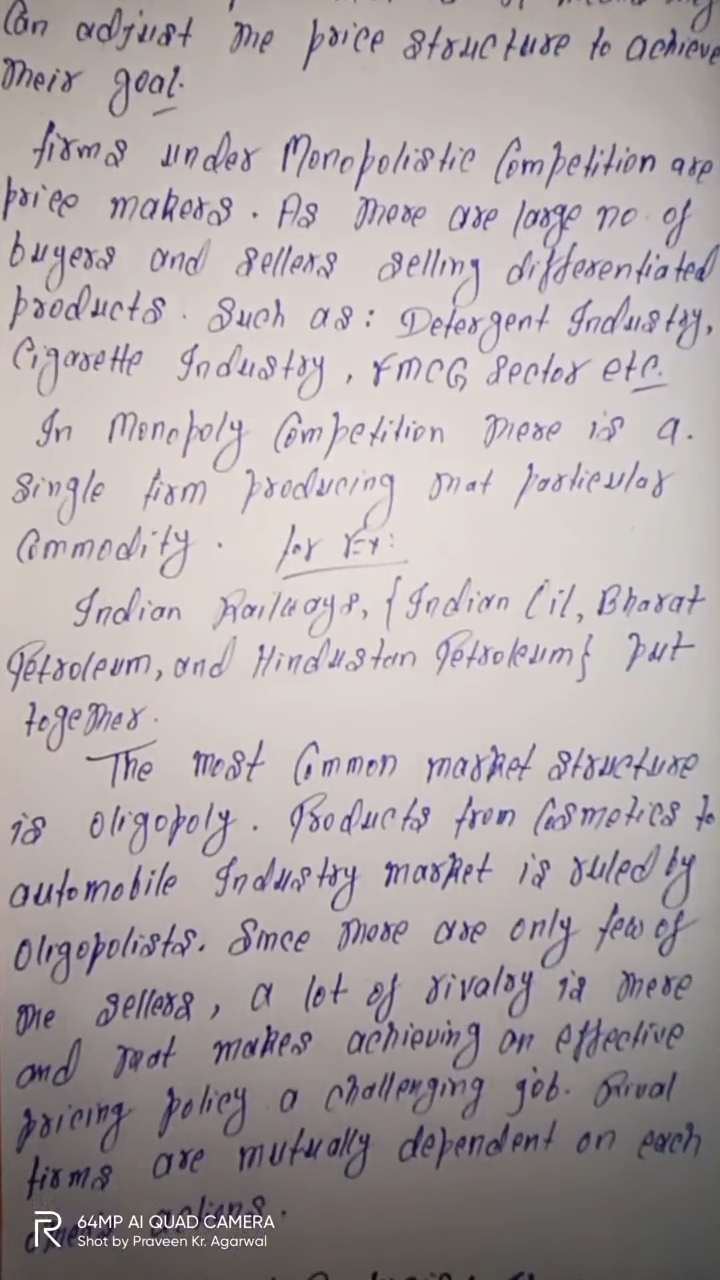 Can adjust the price structure to achieve
their goal.
firms under Monopolistic Competition are
price makers. As there are large no. of
buyers and sellers selling differentiated
products. Such as: Detergent Industry,
Cigarette Industry, FMCG Sector etc.
In Monopoly Competition there is a.
single firm producing that particular
Commodity. for Ex:
Indian Railways, {Indian Oil, Bharat
Petroleum, and Hindustan Petroleum} put
together.
The most Common market structure
is Oligopoly. Products from Cosmetics to
automobile Industry market is ruled by
Oligopolists. Since there are only few of
the sellers, a lot of rivalry is there
and that makes achieving an effective
pricing policy a challenging job. Rival
firms are mutually dependent on each
other's actions.
64MP AI QUAD CAMERA
Shot by Praveen Kr. Agarwal